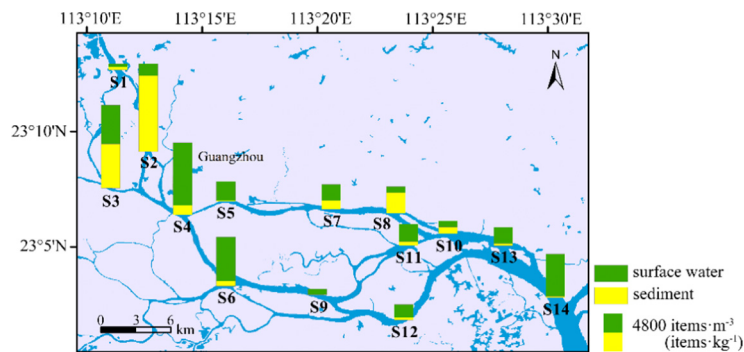 113°10'E 113°15'E 113°20'E 113°25'E 113°30'E
N
S1
23°10'N
S2
Guangzhou
S3
S4
S5
S7
S8
S10
S11
S13
23°5'N
S6
S9
S12
S14
0 3 6
km
surface water
sediment
4800 items·m⁻³
(items·kg⁻¹)